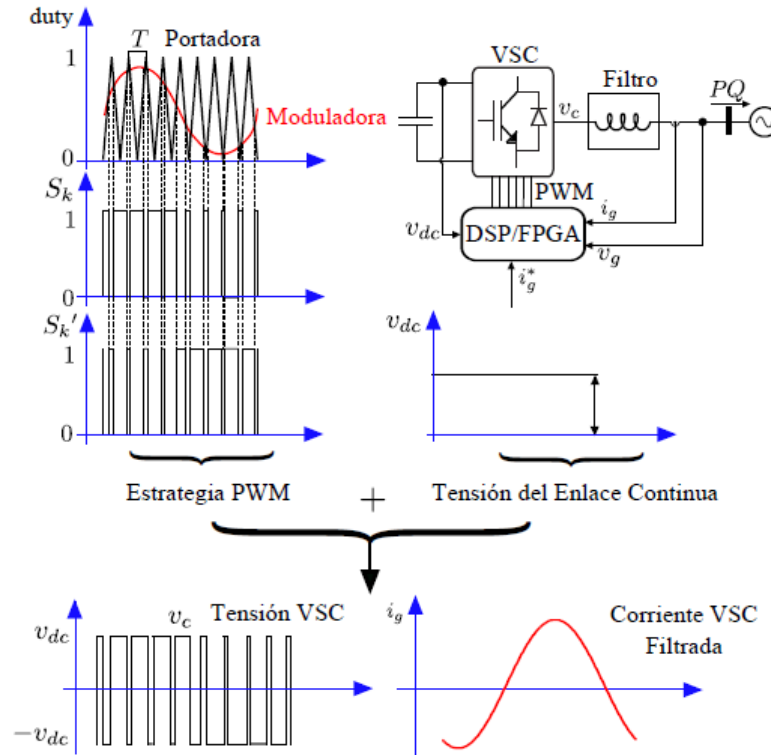 duty
T
Portadora
1
Moduladora
0
S_k
1
0
S_k'
1
0
Estrategia PWM
VSC
Filtro
PQ
v_c
PWM
i_g
v_dc
DSP/FPGA
v_g
i_g^*
v_dc
Tensión del Enlace Continua
+
v_c
Tensión VSC
v_dc
−v_dc
i_g
Corriente VSC
Filtrada